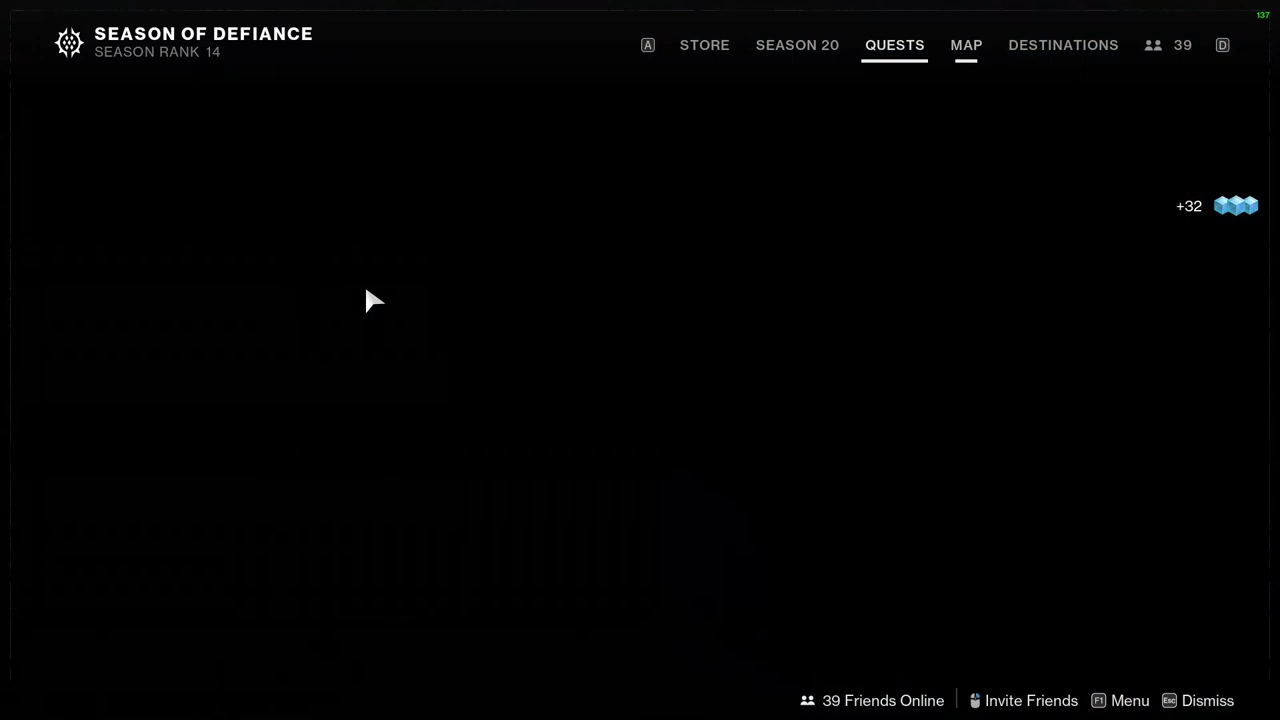 137
SEASON OF DEFIANCE
SEASON RANK 14
A STORE SEASON 20 QUESTS MAP DESTINATIONS 39 D
+32
39 Friends Online Invite Friends F1 Menu Esc Dismiss